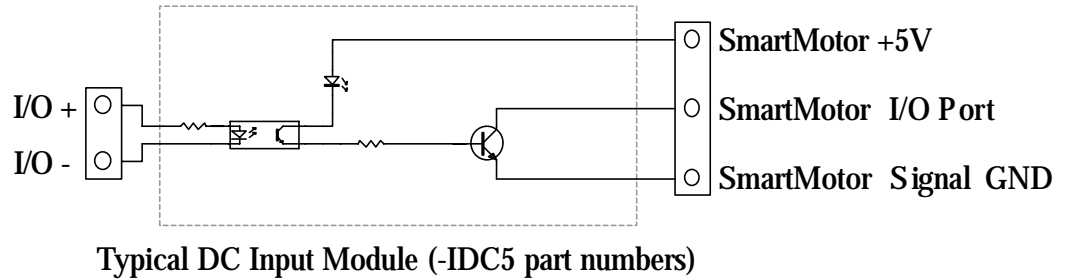 SmartMotor +5V
I/O +
SmartMotor I/O Port
I/O -
SmartMotor Signal GND
Typical DC Input Module (-IDC5 part numbers)